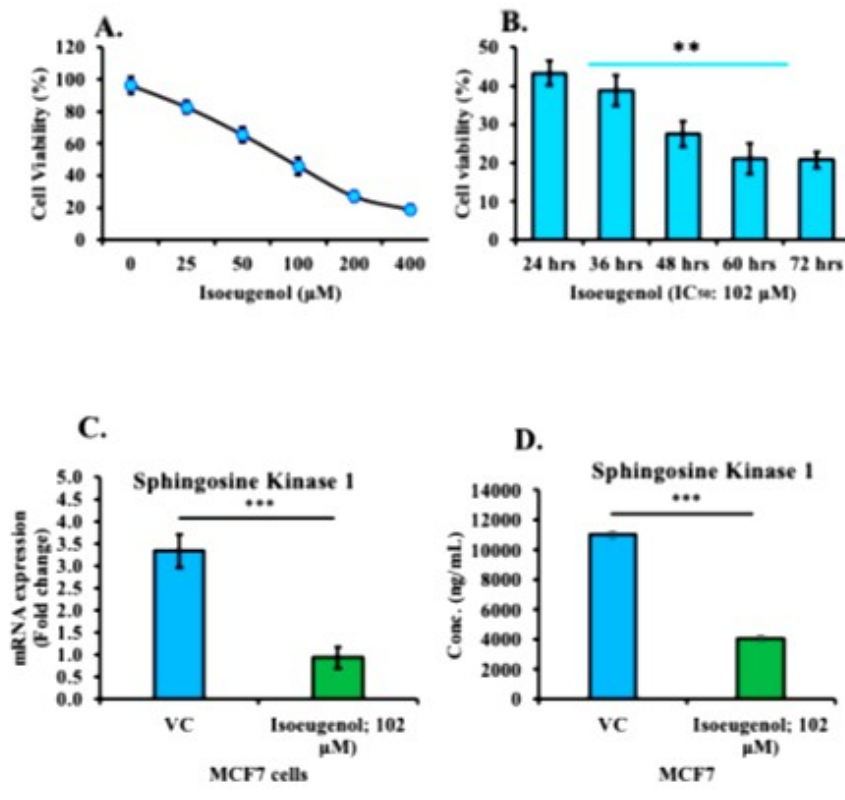 A.
Cell Viability (%)
120
100
80
60
40
20
0
0 25 50 100 200 400
Isoeugenol (µM)
B.
**
Cell viability (%)
50
40
30
20
10
0
24 hrs 36 hrs 48 hrs 60 hrs 72 hrs
Isoeugenol (IC₅₀: 102 µM)
C.
Sphingosine Kinase 1
***
mRNA expression
(Fold change)
5.0
4.5
4.0
3.5
3.0
2.5
2.0
1.5
1.0
0.5
0.0
VC Isoeugenol; 102
µM)
MCF7 cells
D.
Sphingosine Kinase 1
***
Conc. (ng/mL)
14000
12000
10000
8000
6000
4000
2000
0
VC Isoeugenol; 102
µM)
MCF7